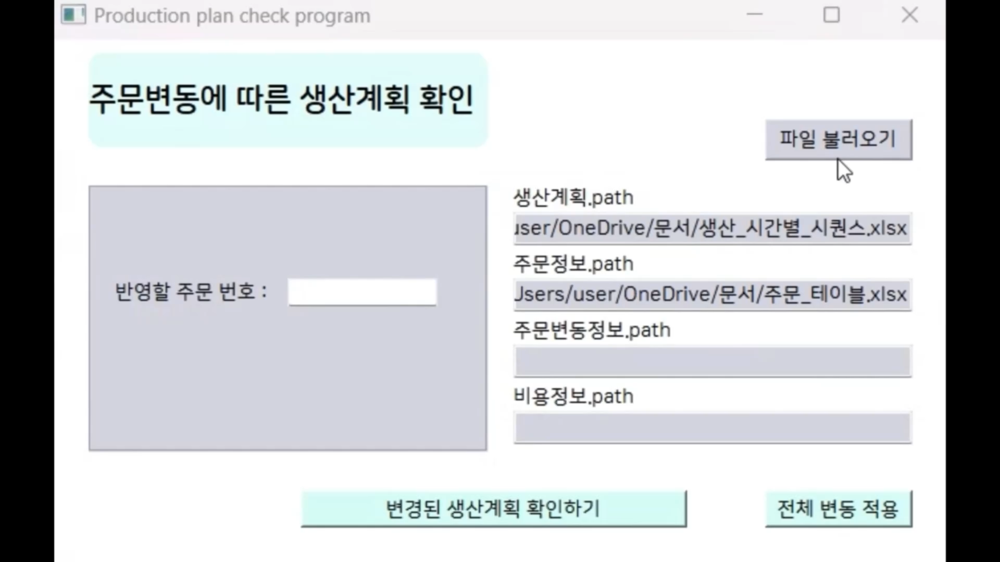 Production plan check program
주문변동에 따른 생산계획 확인
파일 불러오기
생산계획.path
user/OneDrive/문서/생산_시간별_시퀀스.xlsx
주문정보.path
Users/user/OneDrive/문서/주문_테이블.xlsx
반영할 주문 번호 :
주문변동정보.path
비용정보.path
변경된 생산계획 확인하기
전체 변동 적용